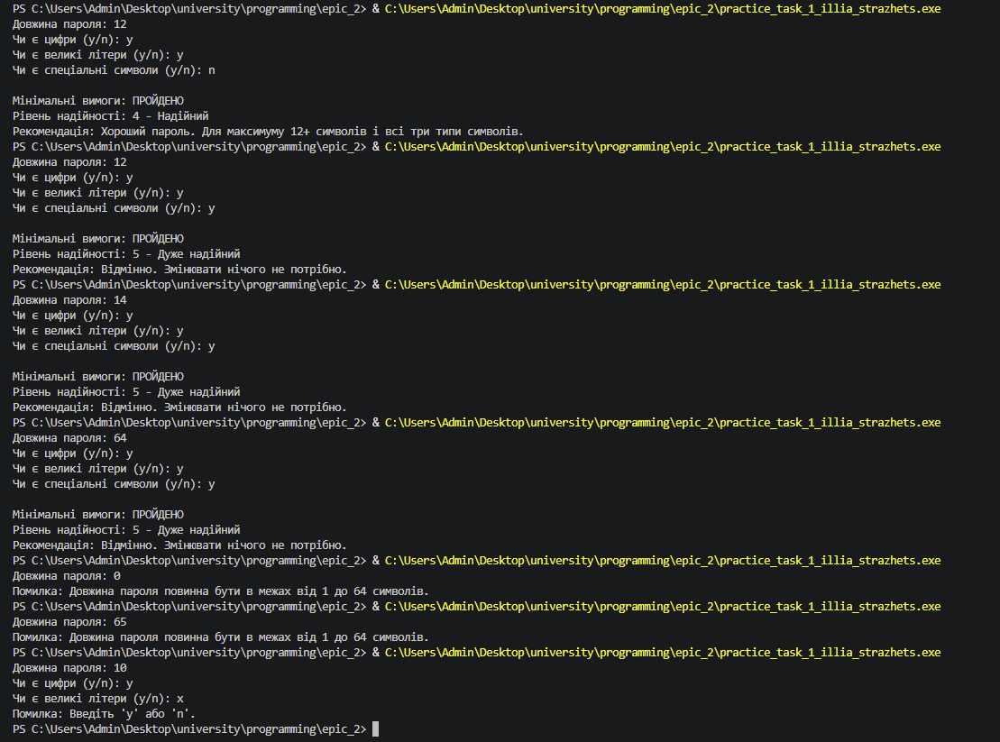 PS C:\Users\Admin\Desktop\university\programming\epic_2> & C:\Users\Admin\Desktop\university\programming\epic_2\practice_task_1_illia_strazhets.exe
Довжина пароля: 12
Чи є цифри (y/n): y
Чи є великі літери (y/n): y
Чи є спеціальні символи (y/n): n

Мінімальні вимоги: ПРОЙДЕНО
Рівень надійності: 4 - Надійний
Рекомендація: Хороший пароль. Для максимуму 12+ символів і всі три типи символів.
PS C:\Users\Admin\Desktop\university\programming\epic_2> & C:\Users\Admin\Desktop\university\programming\epic_2\practice_task_1_illia_strazhets.exe
Довжина пароля: 12
Чи є цифри (y/n): y
Чи є великі літери (y/n): y
Чи є спеціальні символи (y/n): y

Мінімальні вимоги: ПРОЙДЕНО
Рівень надійності: 5 - Дуже надійний
Рекомендація: Відмінно. Змінювати нічого не потрібно.
PS C:\Users\Admin\Desktop\university\programming\epic_2> & C:\Users\Admin\Desktop\university\programming\epic_2\practice_task_1_illia_strazhets.exe
Довжина пароля: 14
Чи є цифри (y/n): y
Чи є великі літери (y/n): y
Чи є спеціальні символи (y/n): y

Мінімальні вимоги: ПРОЙДЕНО
Рівень надійності: 5 - Дуже надійний
Рекомендація: Відмінно. Змінювати нічого не потрібно.
PS C:\Users\Admin\Desktop\university\programming\epic_2> & C:\Users\Admin\Desktop\university\programming\epic_2\practice_task_1_illia_strazhets.exe
Довжина пароля: 64
Чи є цифри (y/n): y
Чи є великі літери (y/n): y
Чи є спеціальні символи (y/n): y

Мінімальні вимоги: ПРОЙДЕНО
Рівень надійності: 5 - Дуже надійний
Рекомендація: Відмінно. Змінювати нічого не потрібно.
PS C:\Users\Admin\Desktop\university\programming\epic_2> & C:\Users\Admin\Desktop\university\programming\epic_2\practice_task_1_illia_strazhets.exe
Довжина пароля: 0
Помилка: Довжина пароля повинна бути в межах від 1 до 64 символів.
PS C:\Users\Admin\Desktop\university\programming\epic_2> & C:\Users\Admin\Desktop\university\programming\epic_2\practice_task_1_illia_strazhets.exe
Довжина пароля: 65
Помилка: Довжина пароля повинна бути в межах від 1 до 64 символів.
PS C:\Users\Admin\Desktop\university\programming\epic_2> & C:\Users\Admin\Desktop\university\programming\epic_2\practice_task_1_illia_strazhets.exe
Довжина пароля: 10
Чи є цифри (y/n): y
Чи є великі літери (y/n): x
Помилка: Введіть 'y' або 'n'.
PS C:\Users\Admin\Desktop\university\programming\epic_2>